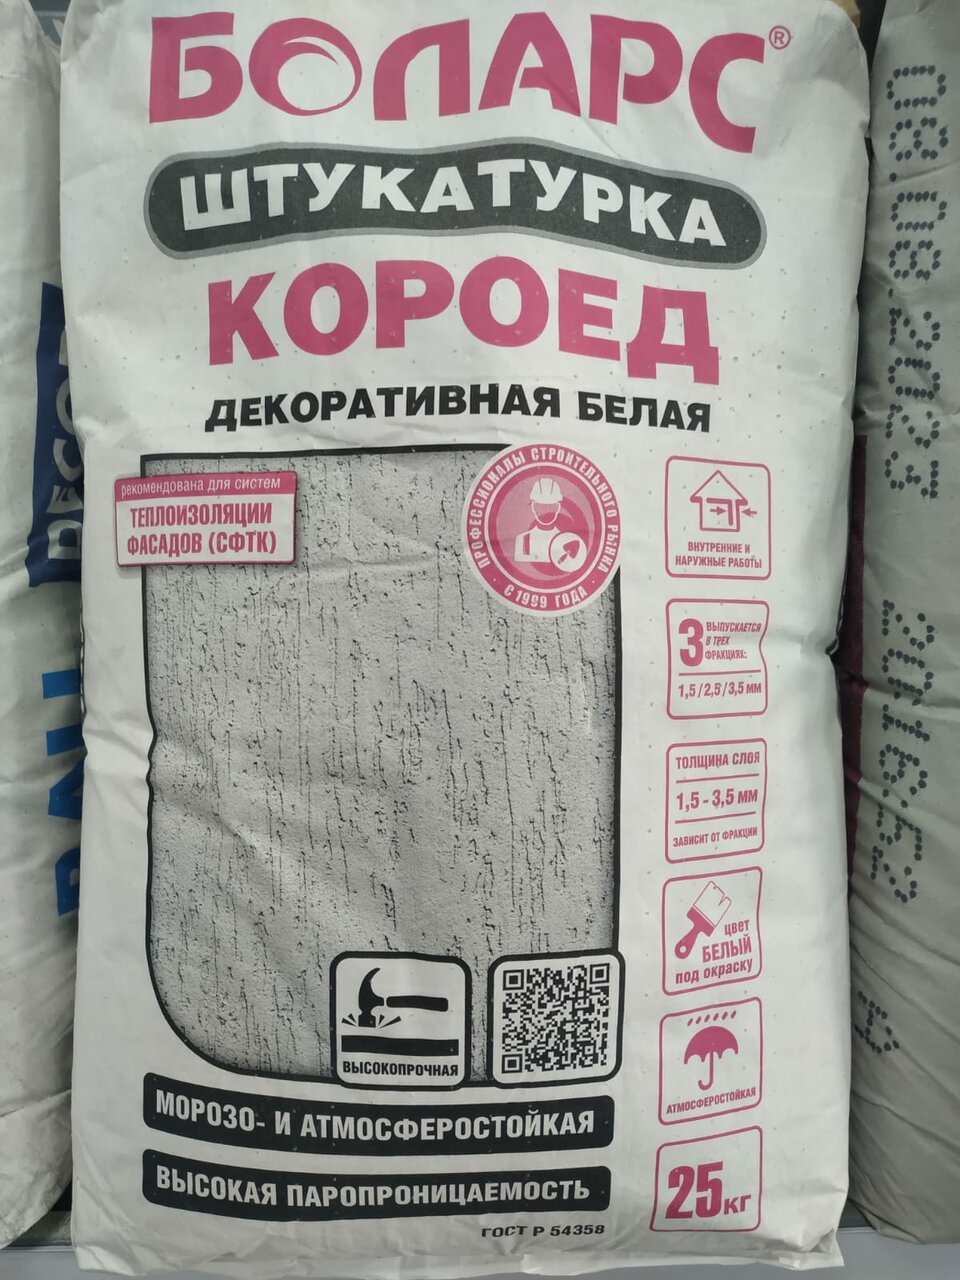 БОЛАРС®
ШТУКАТУРКА
КОРОЕД
ДЕКОРАТИВНАЯ БЕЛАЯ
рекомендована для систем
ТЕПЛОИЗОЛЯЦИИ
ФАСАДОВ (СФТК)
ПРОФЕССИОНАЛЫ СТРОИТЕЛЬНОГО РЫНКА
С 1999 ГОДА
ВНУТРЕННИЕ И
НАРУЖНЫЕ РАБОТЫ
3 ВЫПУСКАЕТСЯ
В ТРЕХ
ФРАКЦИЯХ:
1,5/2,5/3,5 мм
ТОЛЩИНА СЛОЯ
1,5 - 3,5 мм
ЗАВИСИТ ОТ ФРАКЦИИ
цвет
БЕЛЫЙ
под окраску
АТМОСФЕРОСТОЙКАЯ
25кг
ВЫСОКОПРОЧНАЯ
МОРОЗО- И АТМОСФЕРОСТОЙКАЯ
ВЫСОКАЯ ПАРОПРОНИЦАЕМОСТЬ
ГОСТ Р 54358